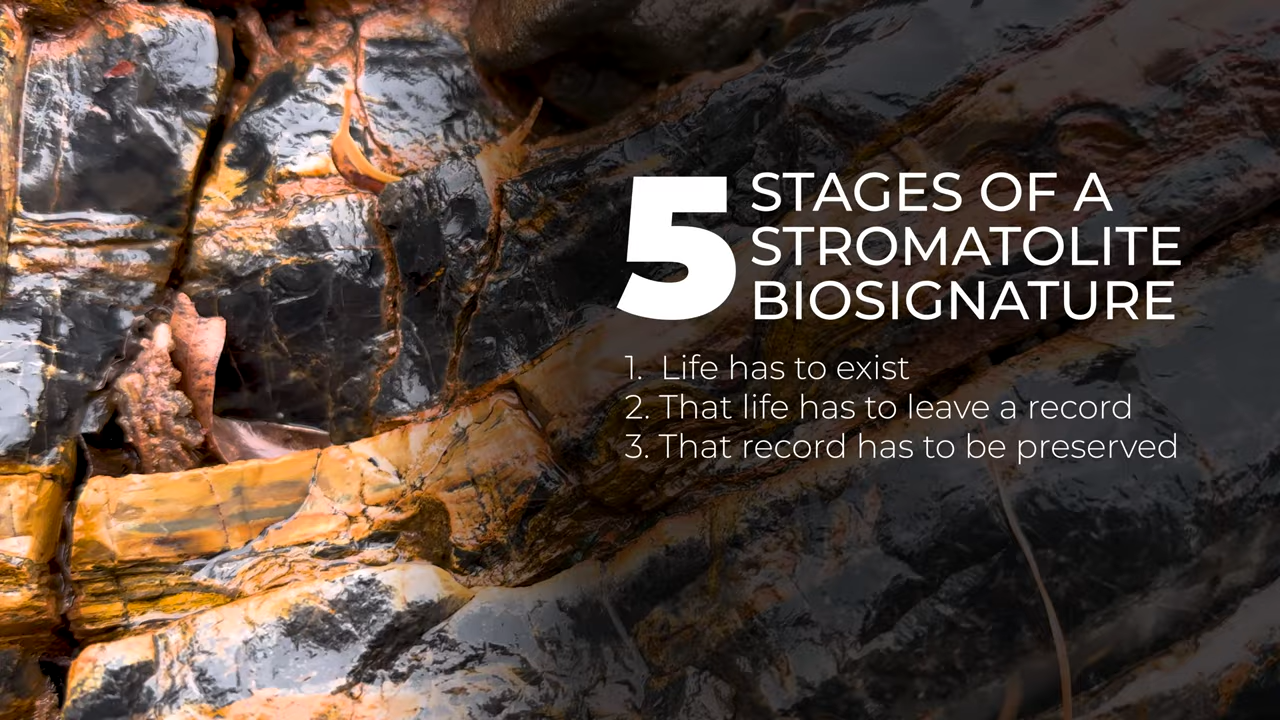 5 STAGES OF A
STROMATOLITE
BIOSIGNATURE
1. Life has to exist
2. That life has to leave a record
3. That record has to be preserved